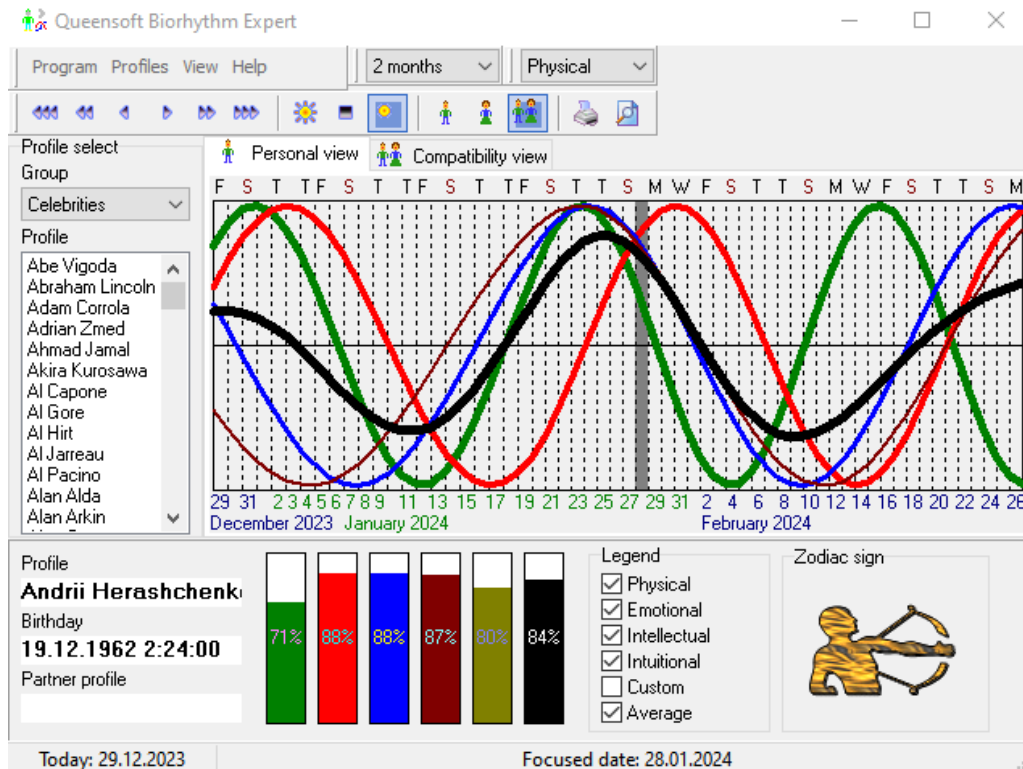 Queensoft Biorhythm Expert
Program Profiles View Help
2 months
Physical
Profile select
Group
Celebrities
Profile
Abe Vigoda
Abraham Lincoln
Adam Corrola
Adrian Zmed
Ahmad Jamal
Akira Kurosawa
Al Capone
Al Gore
Al Hirt
Al Jarreau
Al Pacino
Alan Alda
Alan Arkin
Personal view
Compatibility view
F S T T F S T T F S T T F S T T S M W F S T T S M W F S T T S M
29 31 2 3 4 5 6 7 8 9 11 13 15 17 19 21 23 25 27 29 31 2 4 6 8 10 12 14 16 18 20 22 24 26
December 2023 January 2024 February 2024
Profile
Andrii Herashchenk
Birthday
19.12.1962 2:24:00
Partner profile
71% 88% 88% 87% 80% 84%
Legend
Physical
Emotional
Intellectual
Intuitional
Custom
Average
Zodiac sign
Today: 29.12.2023
Focused date: 28.01.2024